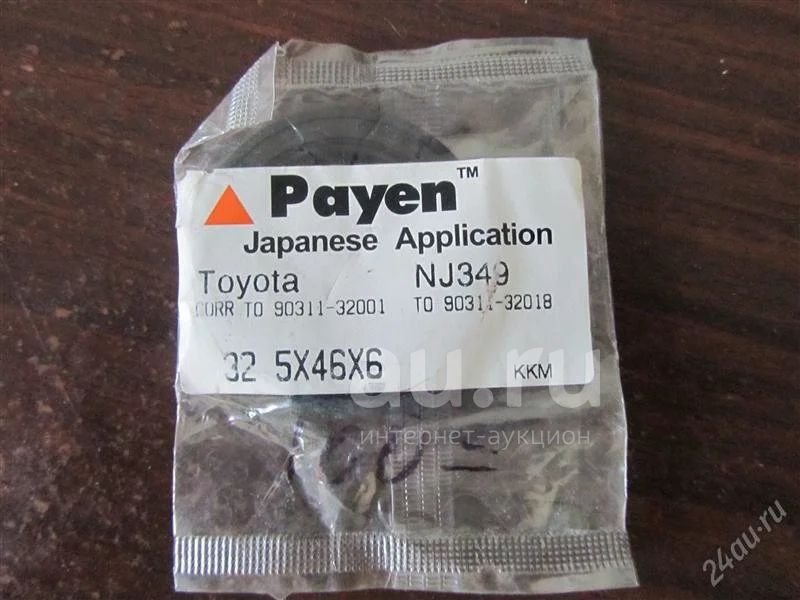 Payen™
Japanese Application
Toyota NJ349
CORR TO 90311-32001 TO 90311-32018
32 5X46X6 KKM
au.ru
интернет-аукцион
100=
24au.ru